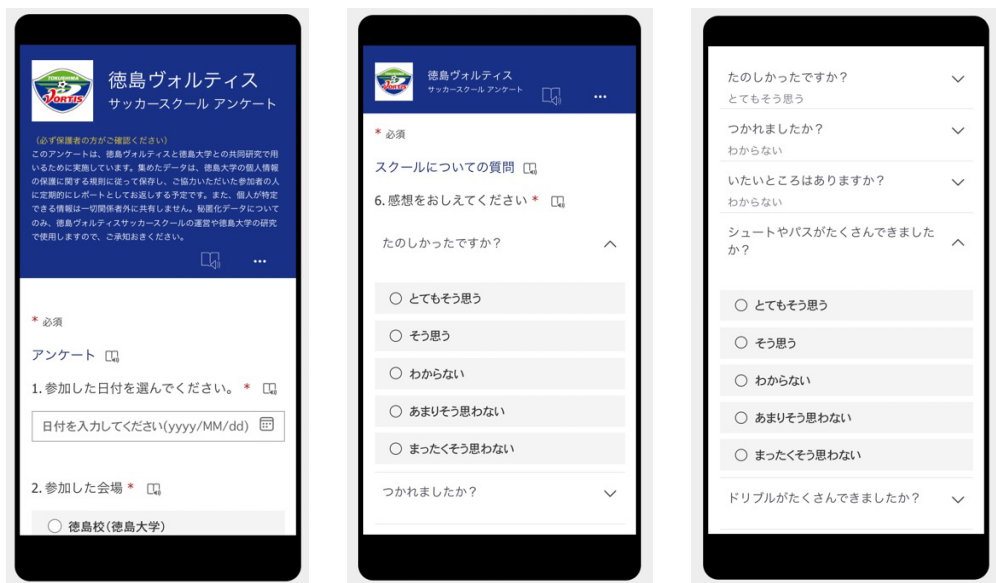 TOKUSHIMA
VORTIS
徳島ヴォルティス
サッカースクール アンケート
(必ず保護者の方がご確認ください)
このアンケートは、徳島ヴォルティスと徳島大学との共同研究で用
いるために実施しています。集めたデータは、徳島大学の個人情報
の保護に関する規則に従って保存し、ご協力いただいた参加者の人
に定期的にレポートとしてお返しする予定です。また、個人が特定
できる情報は一切関係者外に共有しません。秘匿化データについて
のみ、徳島ヴォルティスサッカースクールの運営や徳島大学の研究
で使用しますので、ご承知おきください。
* 必須
アンケート
1. 参加した日付を選んでください。 *
日付を入力してください(yyyy/MM/dd)
2. 参加した会場 *
徳島校(徳島大学)
VORTIS
徳島ヴォルティス
サッカースクール アンケート
* 必須
スクールについての質問
6. 感想をおしえてください *
たのしかったですか?
とてもそう思う
そう思う
わからない
あまりそう思わない
まったくそう思わない
つかれましたか?
たのしかったですか?
とてもそう思う
つかれましたか?
わからない
いたいところはありますか?
わからない
シュートやパスがたくさんできました
か?
とてもそう思う
そう思う
わからない
あまりそう思わない
まったくそう思わない
ドリブルがたくさんできましたか?